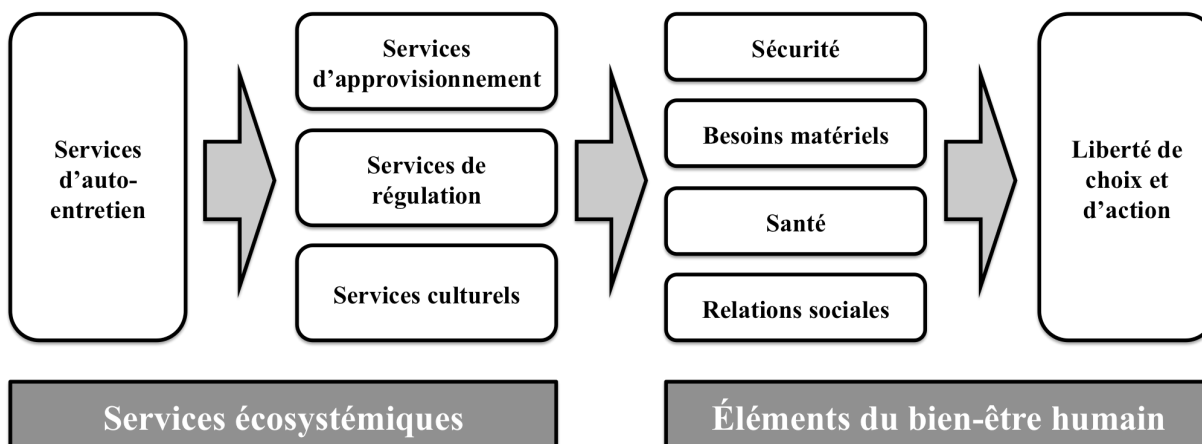 Services
d’auto-
entretien
Services
d’approvisionnement
Services de
régulation
Services culturels
Sécurité
Besoins matériels
Santé
Relations sociales
Liberté de
choix et
d’action
Services écosystémiques
Éléments du bien-être humain